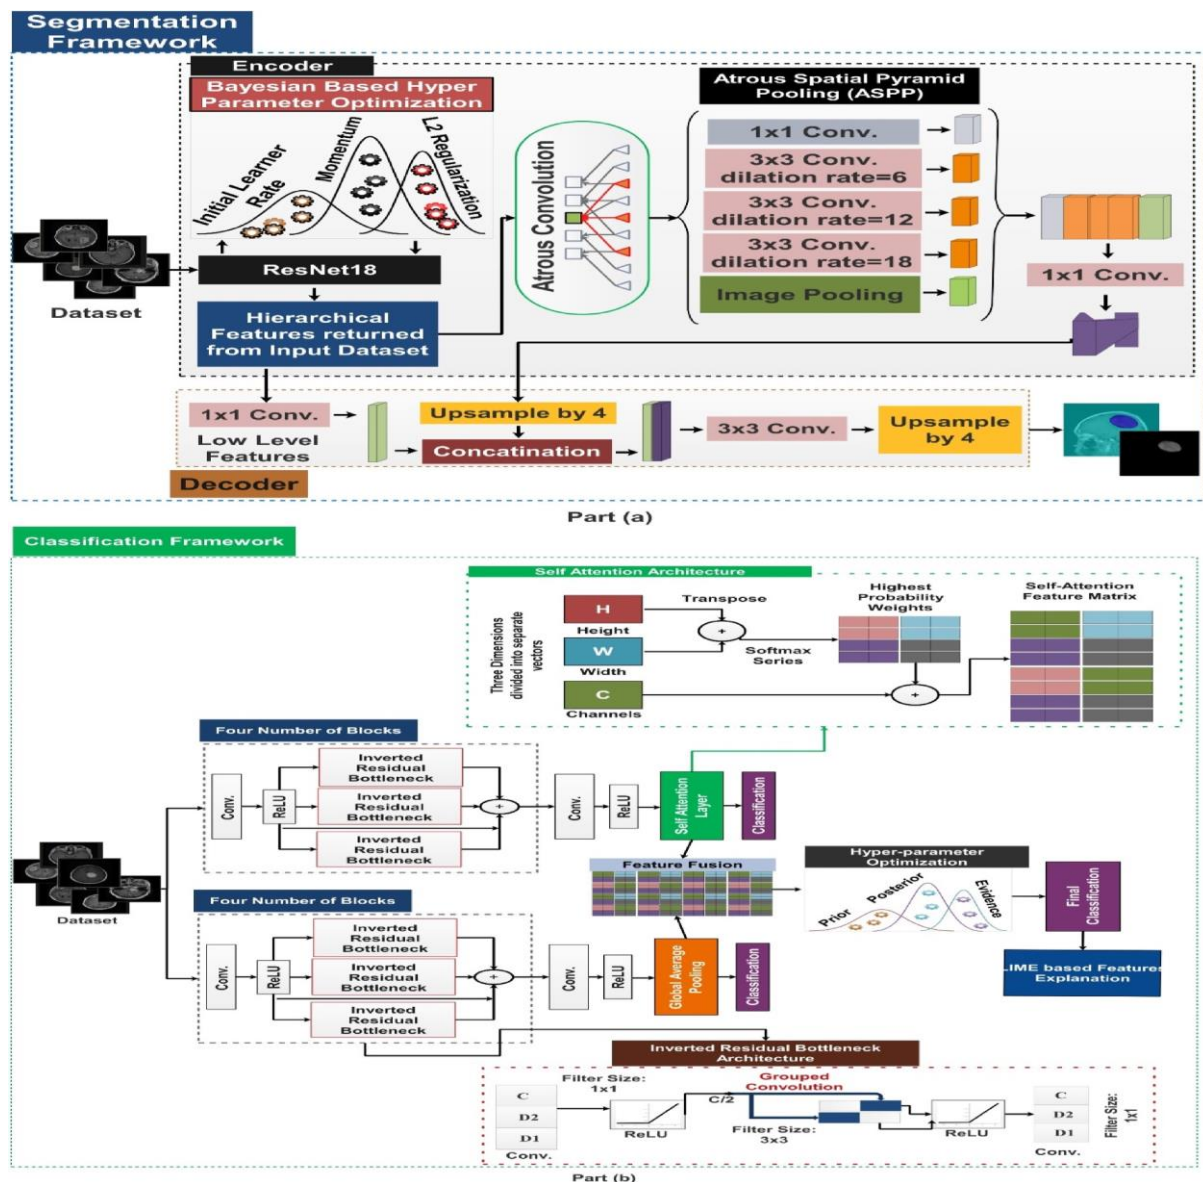 Segmentation
Framework
Encoder
Bayesian Based Hyper
Parameter Optimization
Initial Learner
Rate
Momentum
L2 Regularization
ResNet18
Hierarchical
Features returned
from Input Dataset
Dataset
Atrous Convolution
Atrous Spatial Pyramid
Pooling (ASPP)
1x1 Conv.
3x3 Conv.
dilation rate=6
3x3 Conv.
dilation rate=12
3x3 Conv.
dilation rate=18
Image Pooling
1x1 Conv.
1x1 Conv.
Low Level
Features
Upsample by 4
Concatination
3x3 Conv.
Upsample
by 4
Decoder
Part (a)
Classification Framework
Self Attention Architecture
Three Dimensions
divided into separate
vectors
H
Height
W
Width
C
Channels
Transpose
+
Softmax
Series
Highest
Probability
Weights
+
Self-Attention
Feature Matrix
Dataset
Four Number of Blocks
Conv.
ReLU
Inverted
Residual
Bottleneck
Inverted
Residual
Bottleneck
Inverted
Residual
Bottleneck
+
Conv.
ReLU
Self Attention
Layer
Classification
Feature Fusion
Hyper-parameter
Optimization
Prior
Posterior
Evidence
Final
Classification
LIME based Features
Explanation
Four Number of Blocks
Conv.
ReLU
Inverted
Residual
Bottleneck
Inverted
Residual
Bottleneck
Inverted
Residual
Bottleneck
+
Conv.
ReLU
Global Average
Pooling
Classification
Inverted Residual Bottleneck
Architecture
C
D2
D1
Conv.
Filter Size:
1x1
ReLU
C/2
Grouped
Convolution
Filter Size:
3x3
ReLU
C
D2
D1
Conv.
Filter Size:
1x1
Part (b)